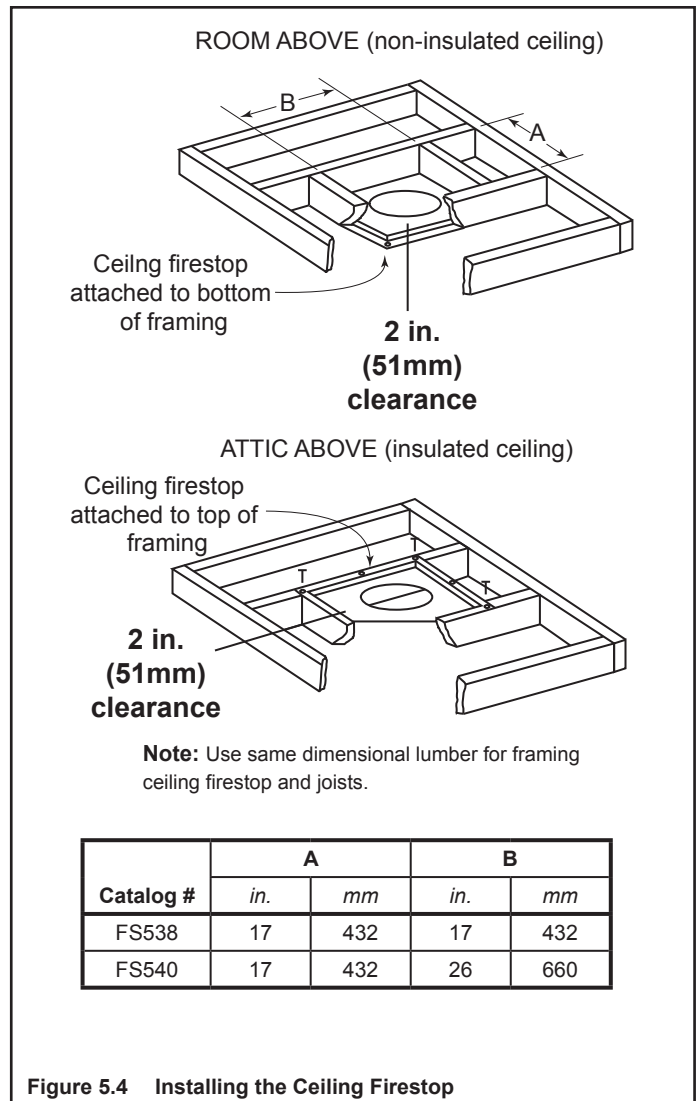 ROOM ABOVE (non-insulated ceiling)
B
A
Ceilng firestop
attached to bottom
of framing
2 in.
(51mm)
clearance
ATTIC ABOVE (insulated ceiling)
Ceiling firestop
attached to top of
framing
2 in.
(51mm)
clearance
Note: Use same dimensional lumber for framing
ceiling firestop and joists.
A B
Catalog # in. mm in. mm
FS538 17 432 17 432
FS540 17 432 26 660
Figure 5.4 Installing the Ceiling Firestop